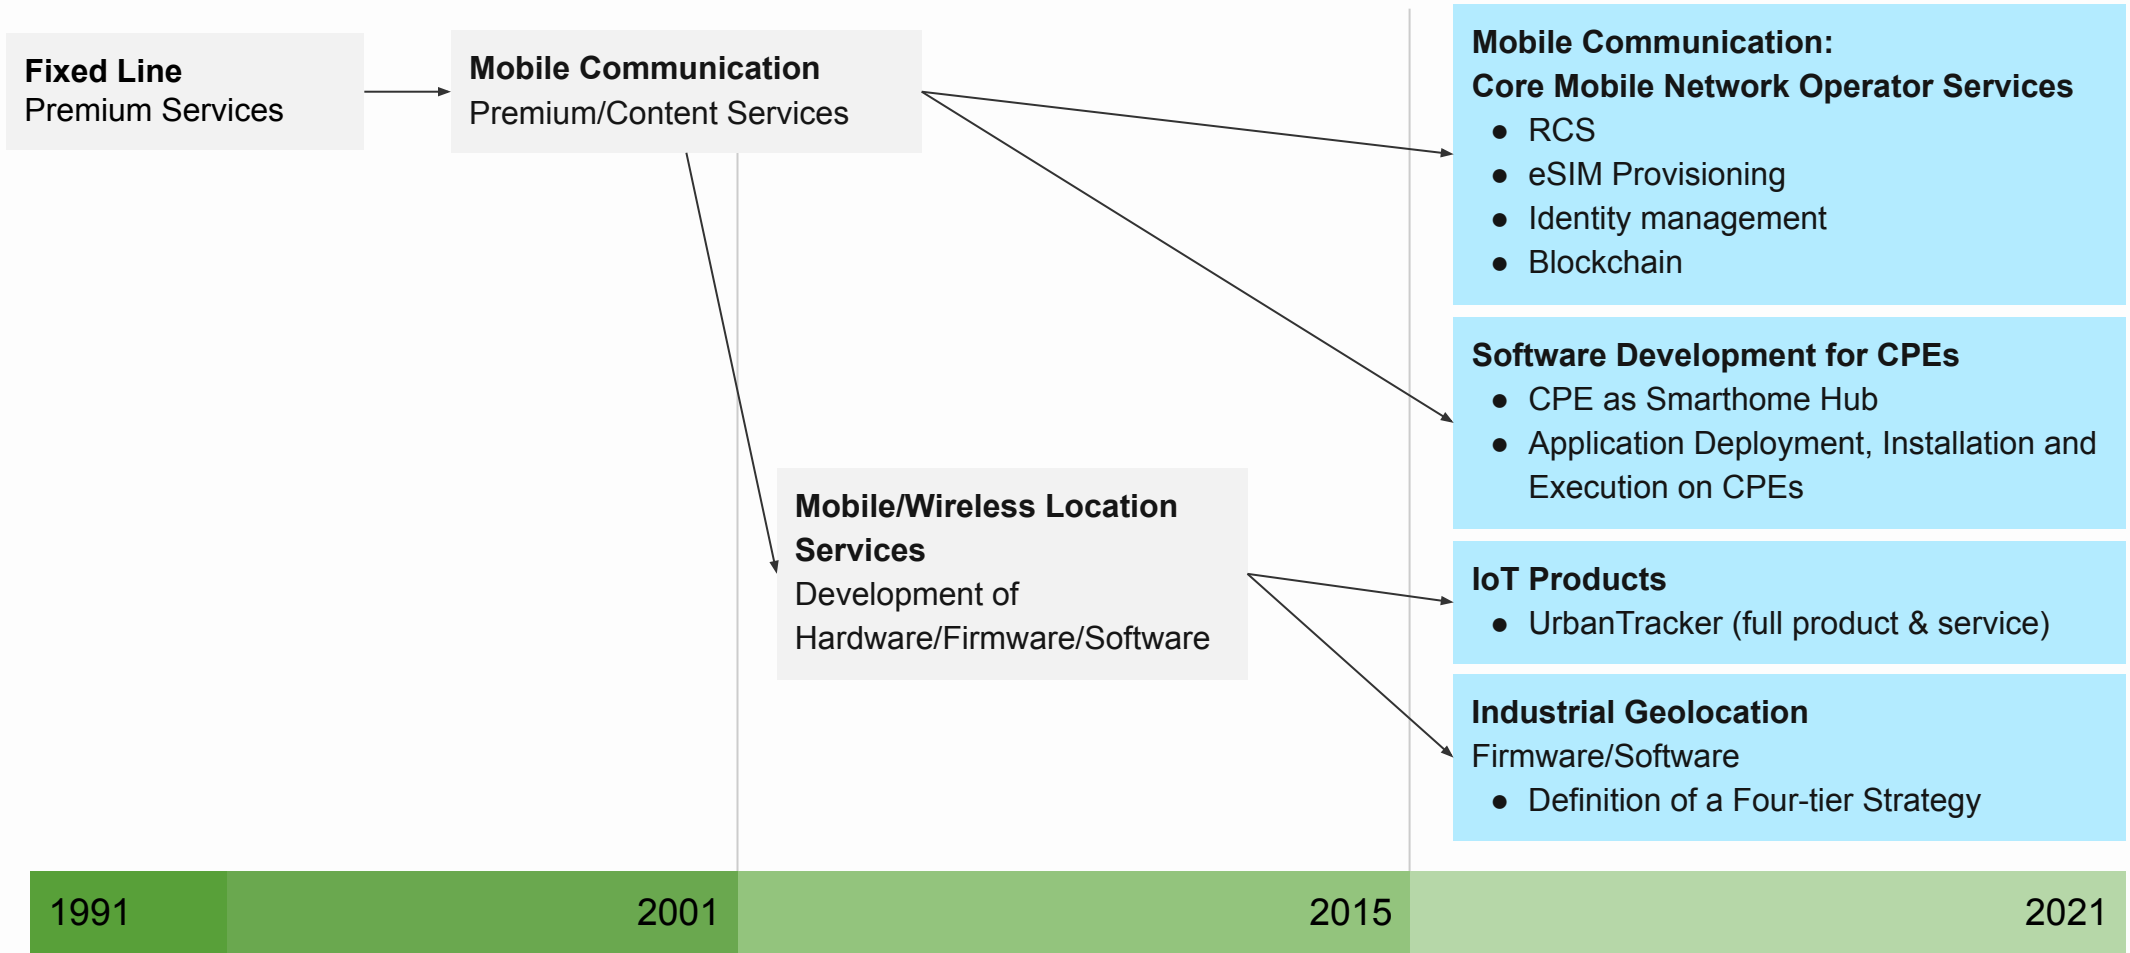 Fixed Line
Premium Services
Mobile Communication
Premium/Content Services
Mobile/Wireless Location
Services
Development of
Hardware/Firmware/Software
Mobile Communication:
Core Mobile Network Operator Services
● RCS
● eSIM Provisioning
● Identity management
● Blockchain
Software Development for CPEs
● CPE as Smarthome Hub
● Application Deployment, Installation and
Execution on CPEs
IoT Products
● UrbanTracker (full product & service)
Industrial Geolocation
Firmware/Software
● Definition of a Four-tier Strategy
1991
2001
2015
2021